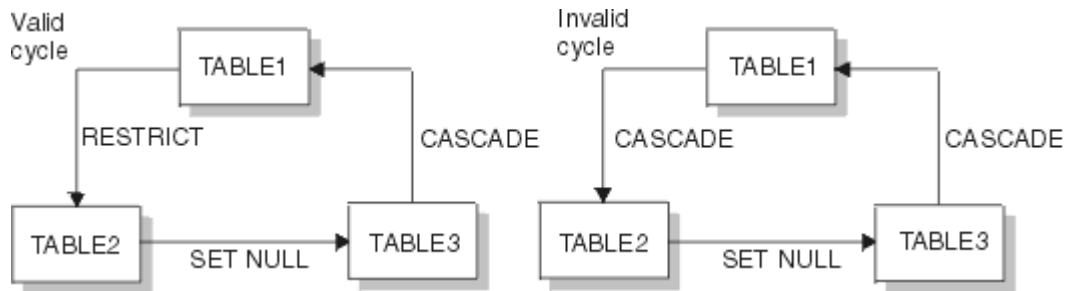 Valid
cycle
TABLE1
RESTRICT
CASCADE
TABLE2
SET NULL
TABLE3
Invalid
cycle
TABLE1
CASCADE
CASCADE
TABLE2
SET NULL
TABLE3